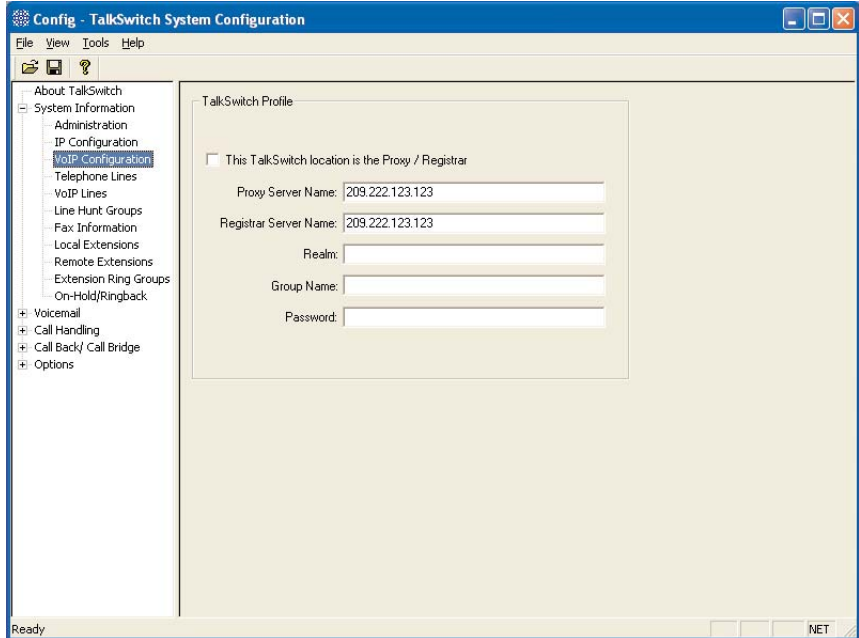 Config - TalkSwitch System Configuration
File View Tools Help
About TalkSwitch
System Information
Administration
IP Configuration
VoIP Configuration
Telephone Lines
VoIP Lines
Line Hunt Groups
Fax Information
Local Extensions
Remote Extensions
Extension Ring Groups
On-Hold/Ringback
Voicemail
Call Handling
Call Back/ Call Bridge
Options
TalkSwitch Profile
This TalkSwitch location is the Proxy / Registrar
Proxy Server Name: 209.222.123.123
Registrar Server Name: 209.222.123.123
Realm:
Group Name:
Password:
Ready NET